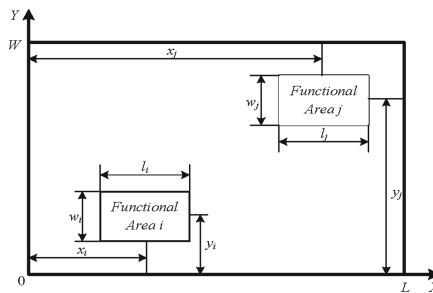 Y
W
x_j
w_j
Functional
Area j
l_j
l_i
w_i
Functional
Area i
y_j
y_i
x_i
0
L
X